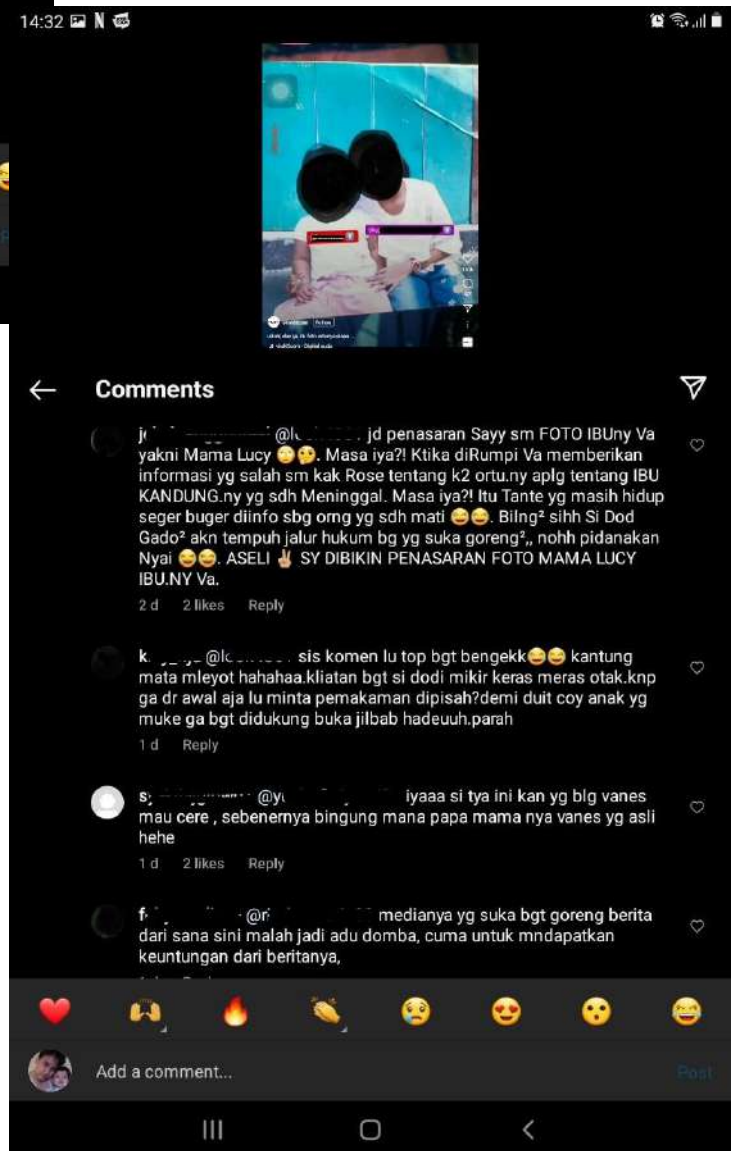 14:32
Follow
Comments
jd penasaran Sayy sm FOTO IBUny Va
yakni Mama Lucy 🙄🤔. Masa iya?! Ktika diRumpi Va memberikan
informasi yg salah sm kak Rose tentang k2 ortu.ny aplg tentang IBU
KANDUNG.ny yg sdh Meninggal. Masa iya?! Itu Tante yg masih hidup
seger buger diinfo sbg orng yg sdh mati 😅😅. Bilng² sihh Si Dod
Gado² akn tempuh jalur hukum bg yg suka goreng²,, nohh pidanakan
Nyai 😅😅. ASELI ✌ SY DIBIKIN PENASARAN FOTO MAMA LUCY
IBU.NY Va.
2 d 2 likes Reply
sis komen lu top bgt bengekk😂😂 kantung
mata mleyot hahahaa.kliatan bgt si dodi mikir keras meras otak.knp
ga dr awal aja lu minta pemakaman dipisah?demi duit coy anak yg
muke ga bgt didukung buka jilbab hadeuuh.parah
1 d Reply
iyaaa si tya ini kan yg blg vanes
mau cere , sebenernya bingung mana papa mama nya vanes yg asli
hehe
1 d 2 likes Reply
medianya yg suka bgt goreng berita
dari sana sini malah jadi adu domba, cuma untuk mndapatkan
keuntungan dari beritanya,
Add a comment...
Post